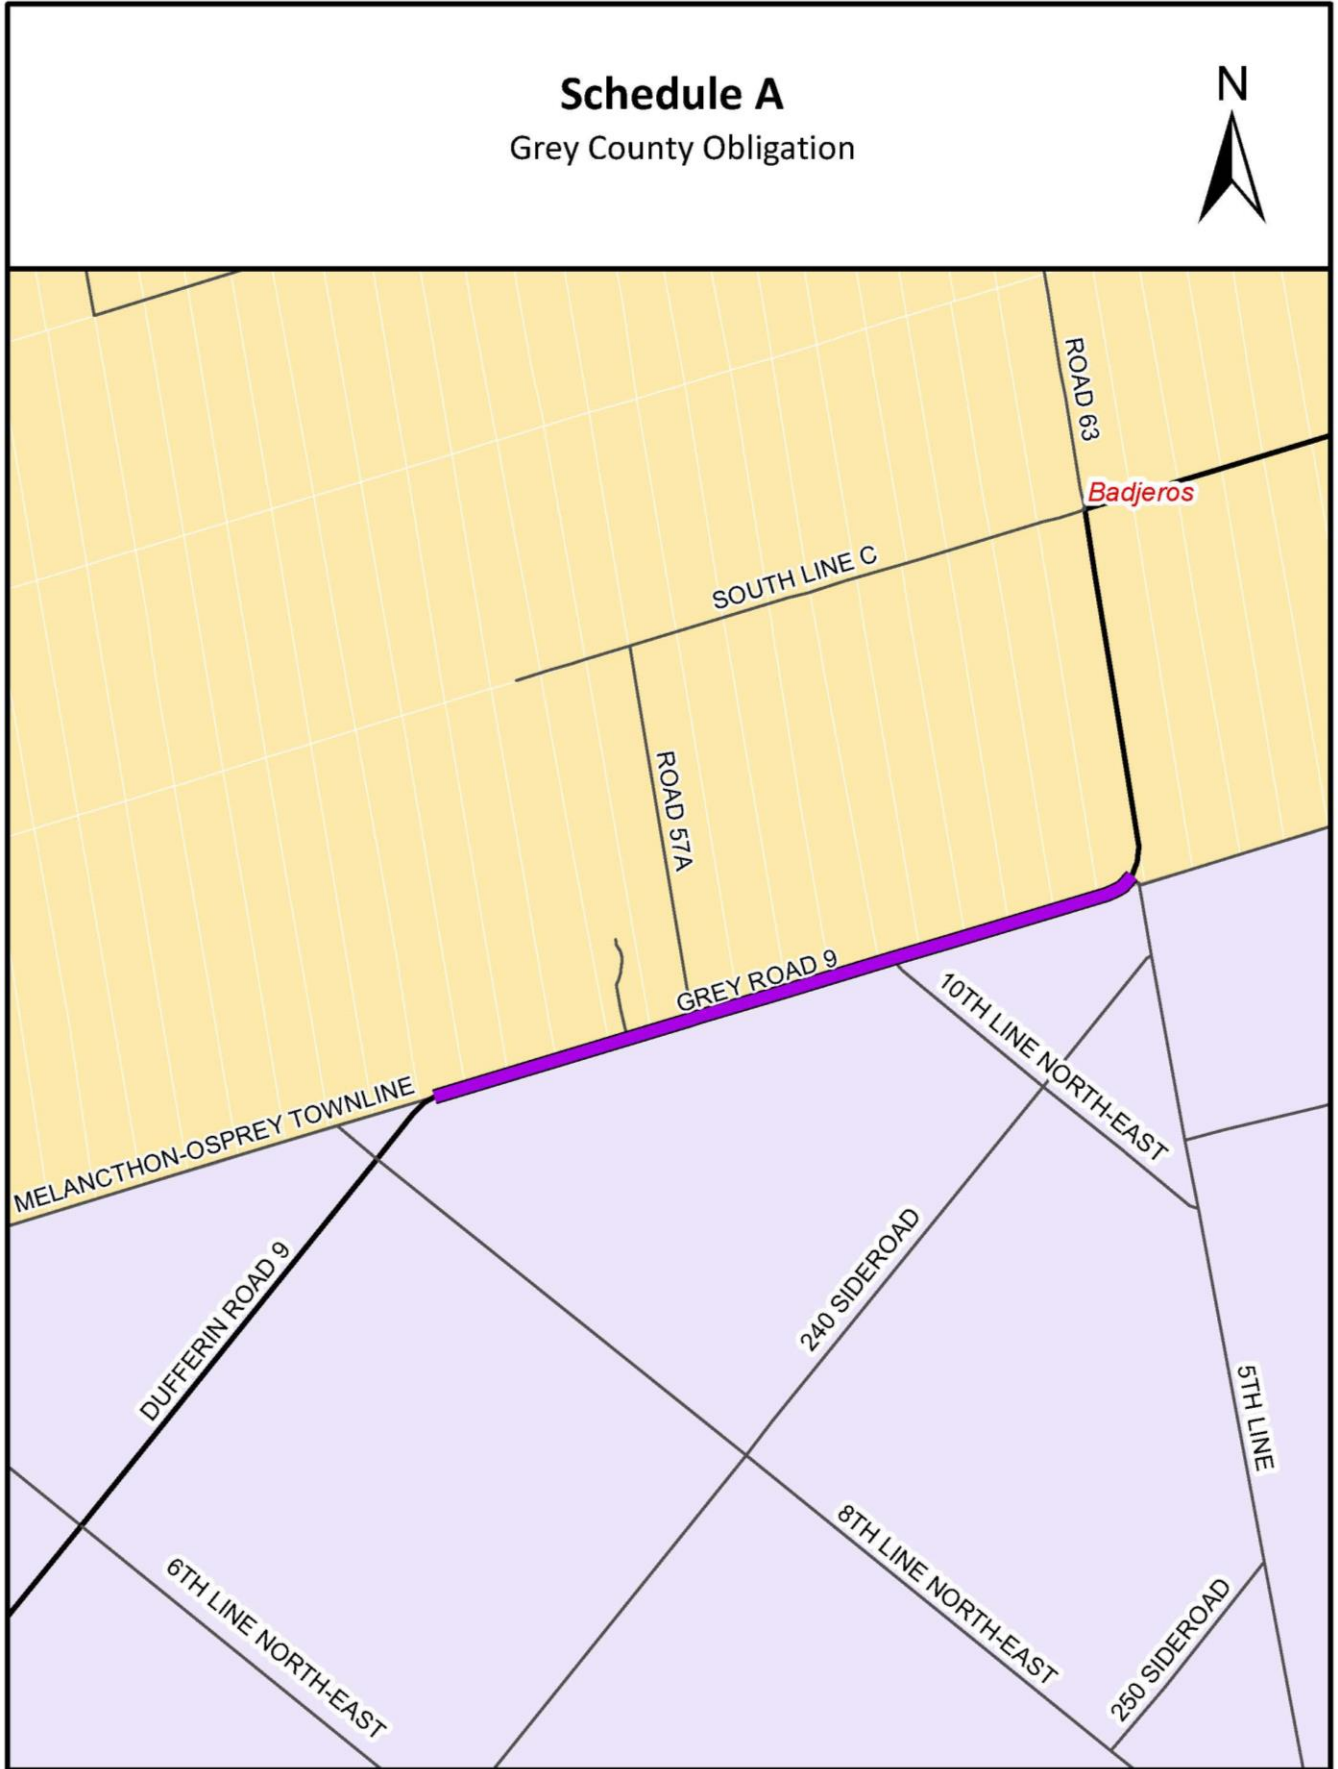 Schedule A
Grey County Obligation
N
ROAD 63
Badjeros
SOUTH LINE C
ROAD 57A
GREY ROAD 9
10TH LINE NORTH-EAST
MELANCTHON-OSPREY TOWNLINE
240 SIDEROAD
DUFFERIN ROAD 9
5TH LINE
8TH LINE NORTH-EAST
6TH LINE NORTH-EAST
250 SIDEROAD